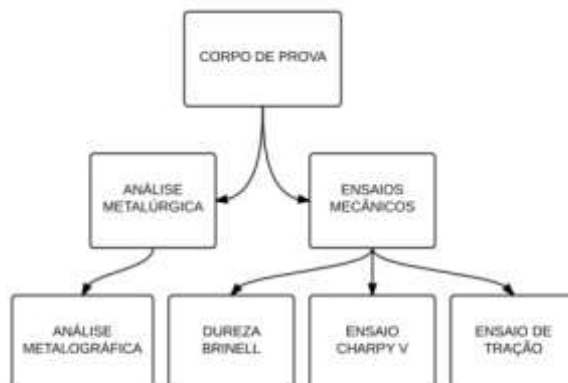 CORPO DE PROVA
ANÁLISE
METALÚRGICA
ENSAIOS
MECÂNICOS
ANÁLISE
METALOGRÁFICA
DUREZA
BRINELL
ENSAIO
CHARPY V
ENSAIO DE
TRAÇÃO